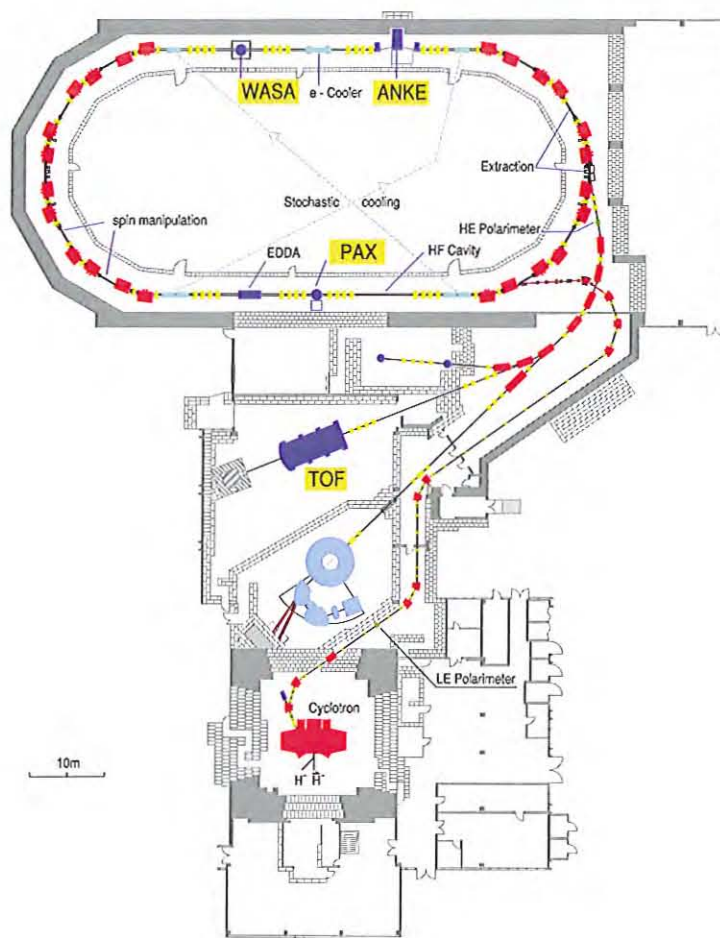 WASA
e - Cooler
ANKE
Extraction
Stochastic cooling
spin manipulation
HE Polarimeter
EDDA
PAX
HF Cavity
TOF
LE Polarimeter
Cyclotron
10m
H⁻ H⃗⁻